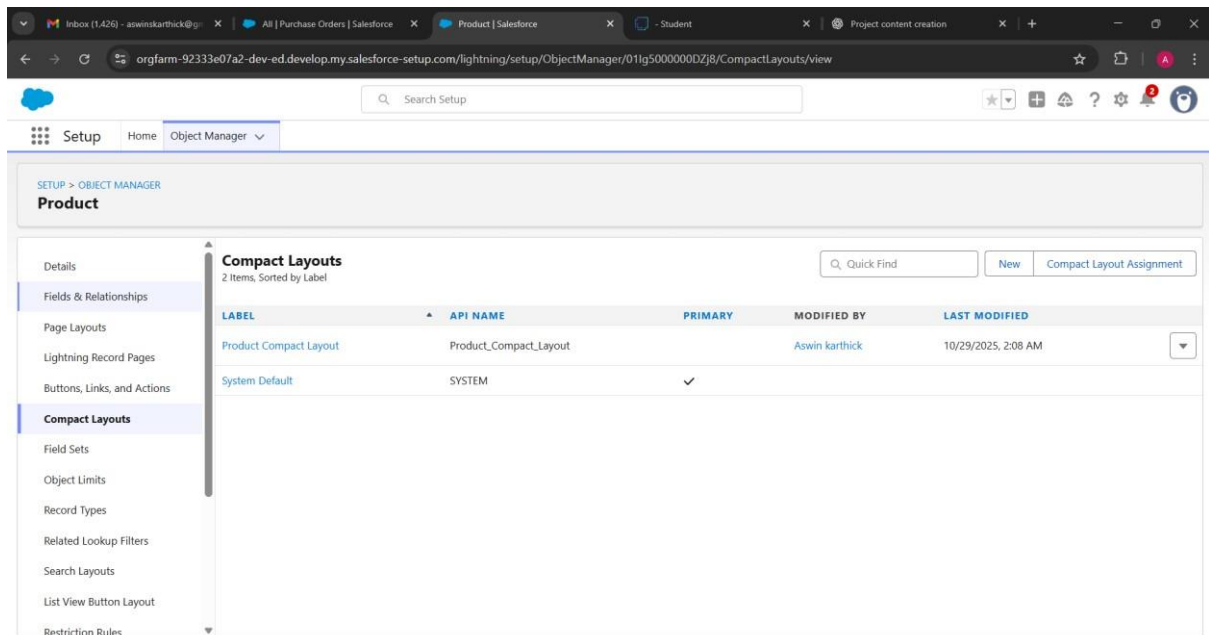 Inbox (1,426) - aswinskarthick@gm
All | Purchase Orders | Salesforce
Product | Salesforce
- Student
Project content creation
orgfarm-92333e07a2-dev-ed.develop.my.salesforce-setup.com/lightning/setup/ObjectManager/01Ig5000000DZj8/CompactLayouts/view
A
Search Setup
2
Setup Home Object Manager
SETUP > OBJECT MANAGER
Product
Details
Fields & Relationships
Page Layouts
Lightning Record Pages
Buttons, Links, and Actions
Compact Layouts
Field Sets
Object Limits
Record Types
Related Lookup Filters
Search Layouts
List View Button Layout
Restriction Rules
Compact Layouts
2 Items, Sorted by Label
Quick Find
New
Compact Layout Assignment
LABEL API NAME PRIMARY MODIFIED BY LAST MODIFIED
Product Compact Layout Product_Compact_Layout Aswin karthick 10/29/2025, 2:08 AM
System Default SYSTEM